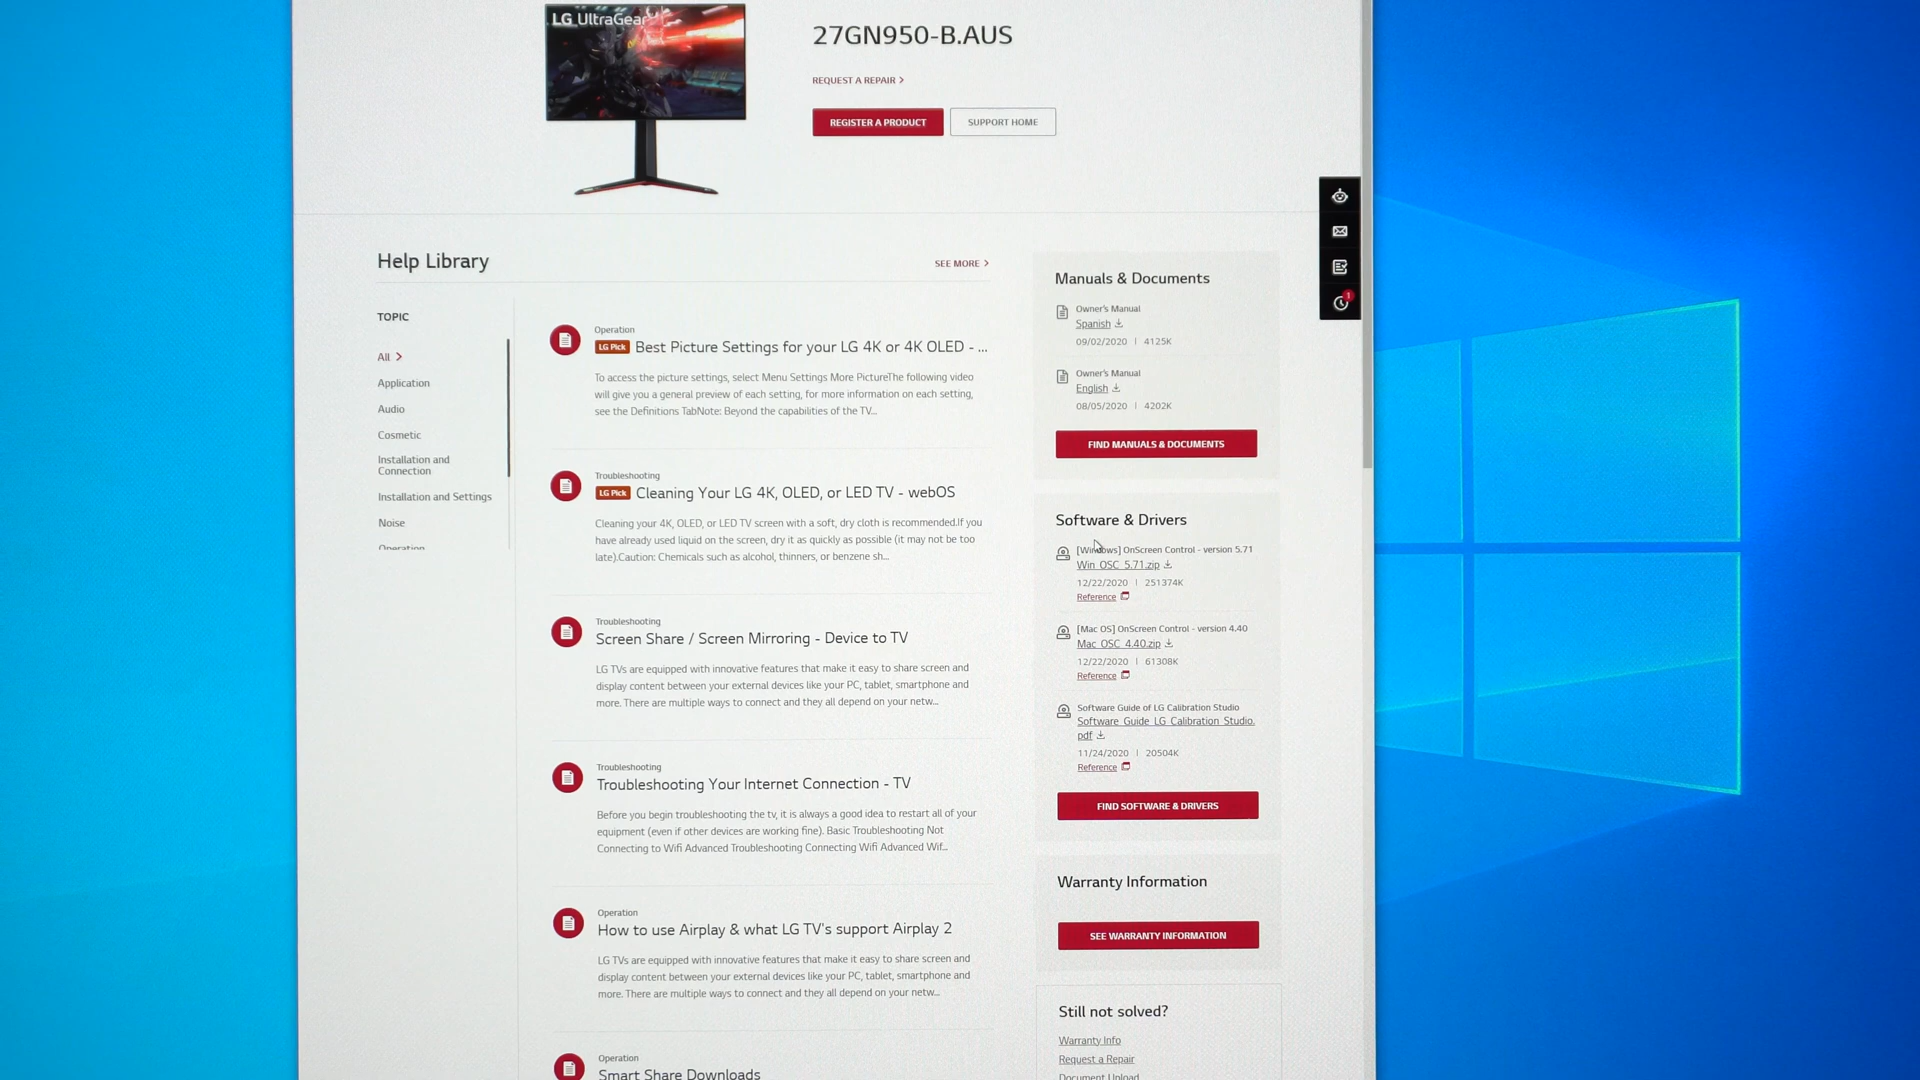 LG UltraGear
27GN950-B.AUS
REQUEST A REPAIR >
REGISTER A PRODUCT
SUPPORT HOME
1
Help Library
SEE MORE >
TOPIC
All >
Application
Audio
Cosmetic
Installation and
Connection
Installation and Settings
Noise
Operation
Operation
LG Pick Best Picture Settings for your LG 4K or 4K OLED - ...
To access the picture settings, select Menu Settings More PictureThe following video
will give you a general preview of each setting, for more information on each setting,
see the Definitions TabNote: Beyond the capabilities of the TV...
Troubleshooting
LG Pick Cleaning Your LG 4K, OLED, or LED TV - webOS
Cleaning your 4K, OLED, or LED TV screen with a soft, dry cloth is recommended.If you
have already used liquid on the screen, dry it as quickly as possible (it may not be too
late).Caution: Chemicals such as alcohol, thinners, or benzene sh...
Troubleshooting
Screen Share / Screen Mirroring - Device to TV
LG TVs are equipped with innovative features that make it easy to share screen and
display content between your external devices like your PC, tablet, smartphone and
more. There are multiple ways to connect and they all depend on your netw...
Troubleshooting
Troubleshooting Your Internet Connection - TV
Before you begin troubleshooting the tv, it is always a good idea to restart all of your
equipment (even if other devices are working fine). Basic Troubleshooting Not
Connecting to Wifi Advanced Troubleshooting Connecting Wifi Advanced Wif...
Operation
How to use Airplay & what LG TV's support Airplay 2
LG TVs are equipped with innovative features that make it easy to share screen and
display content between your external devices like your PC, tablet, smartphone and
more. There are multiple ways to connect and they all depend on your netw...
Operation
Smart Share Downloads
Manuals & Documents
Owner's Manual
Spanish
09/02/2020 | 4125K
Owner's Manual
English
08/05/2020 | 4202K
FIND MANUALS & DOCUMENTS
Software & Drivers
[Windows] OnScreen Control - version 5.71
Win_OSC_5.71.zip
12/22/2020 | 251374K
Reference
[Mac OS] OnScreen Control - version 4.40
Mac_OSC_4.40.zip
12/22/2020 | 61308K
Reference
Software Guide of LG Calibration Studio
Software_Guide_LG_Calibration_Studio.
pdf
11/24/2020 | 20504K
Reference
FIND SOFTWARE & DRIVERS
Warranty Information
SEE WARRANTY INFORMATION
Still not solved?
Warranty Info
Request a Repair
Document Upload